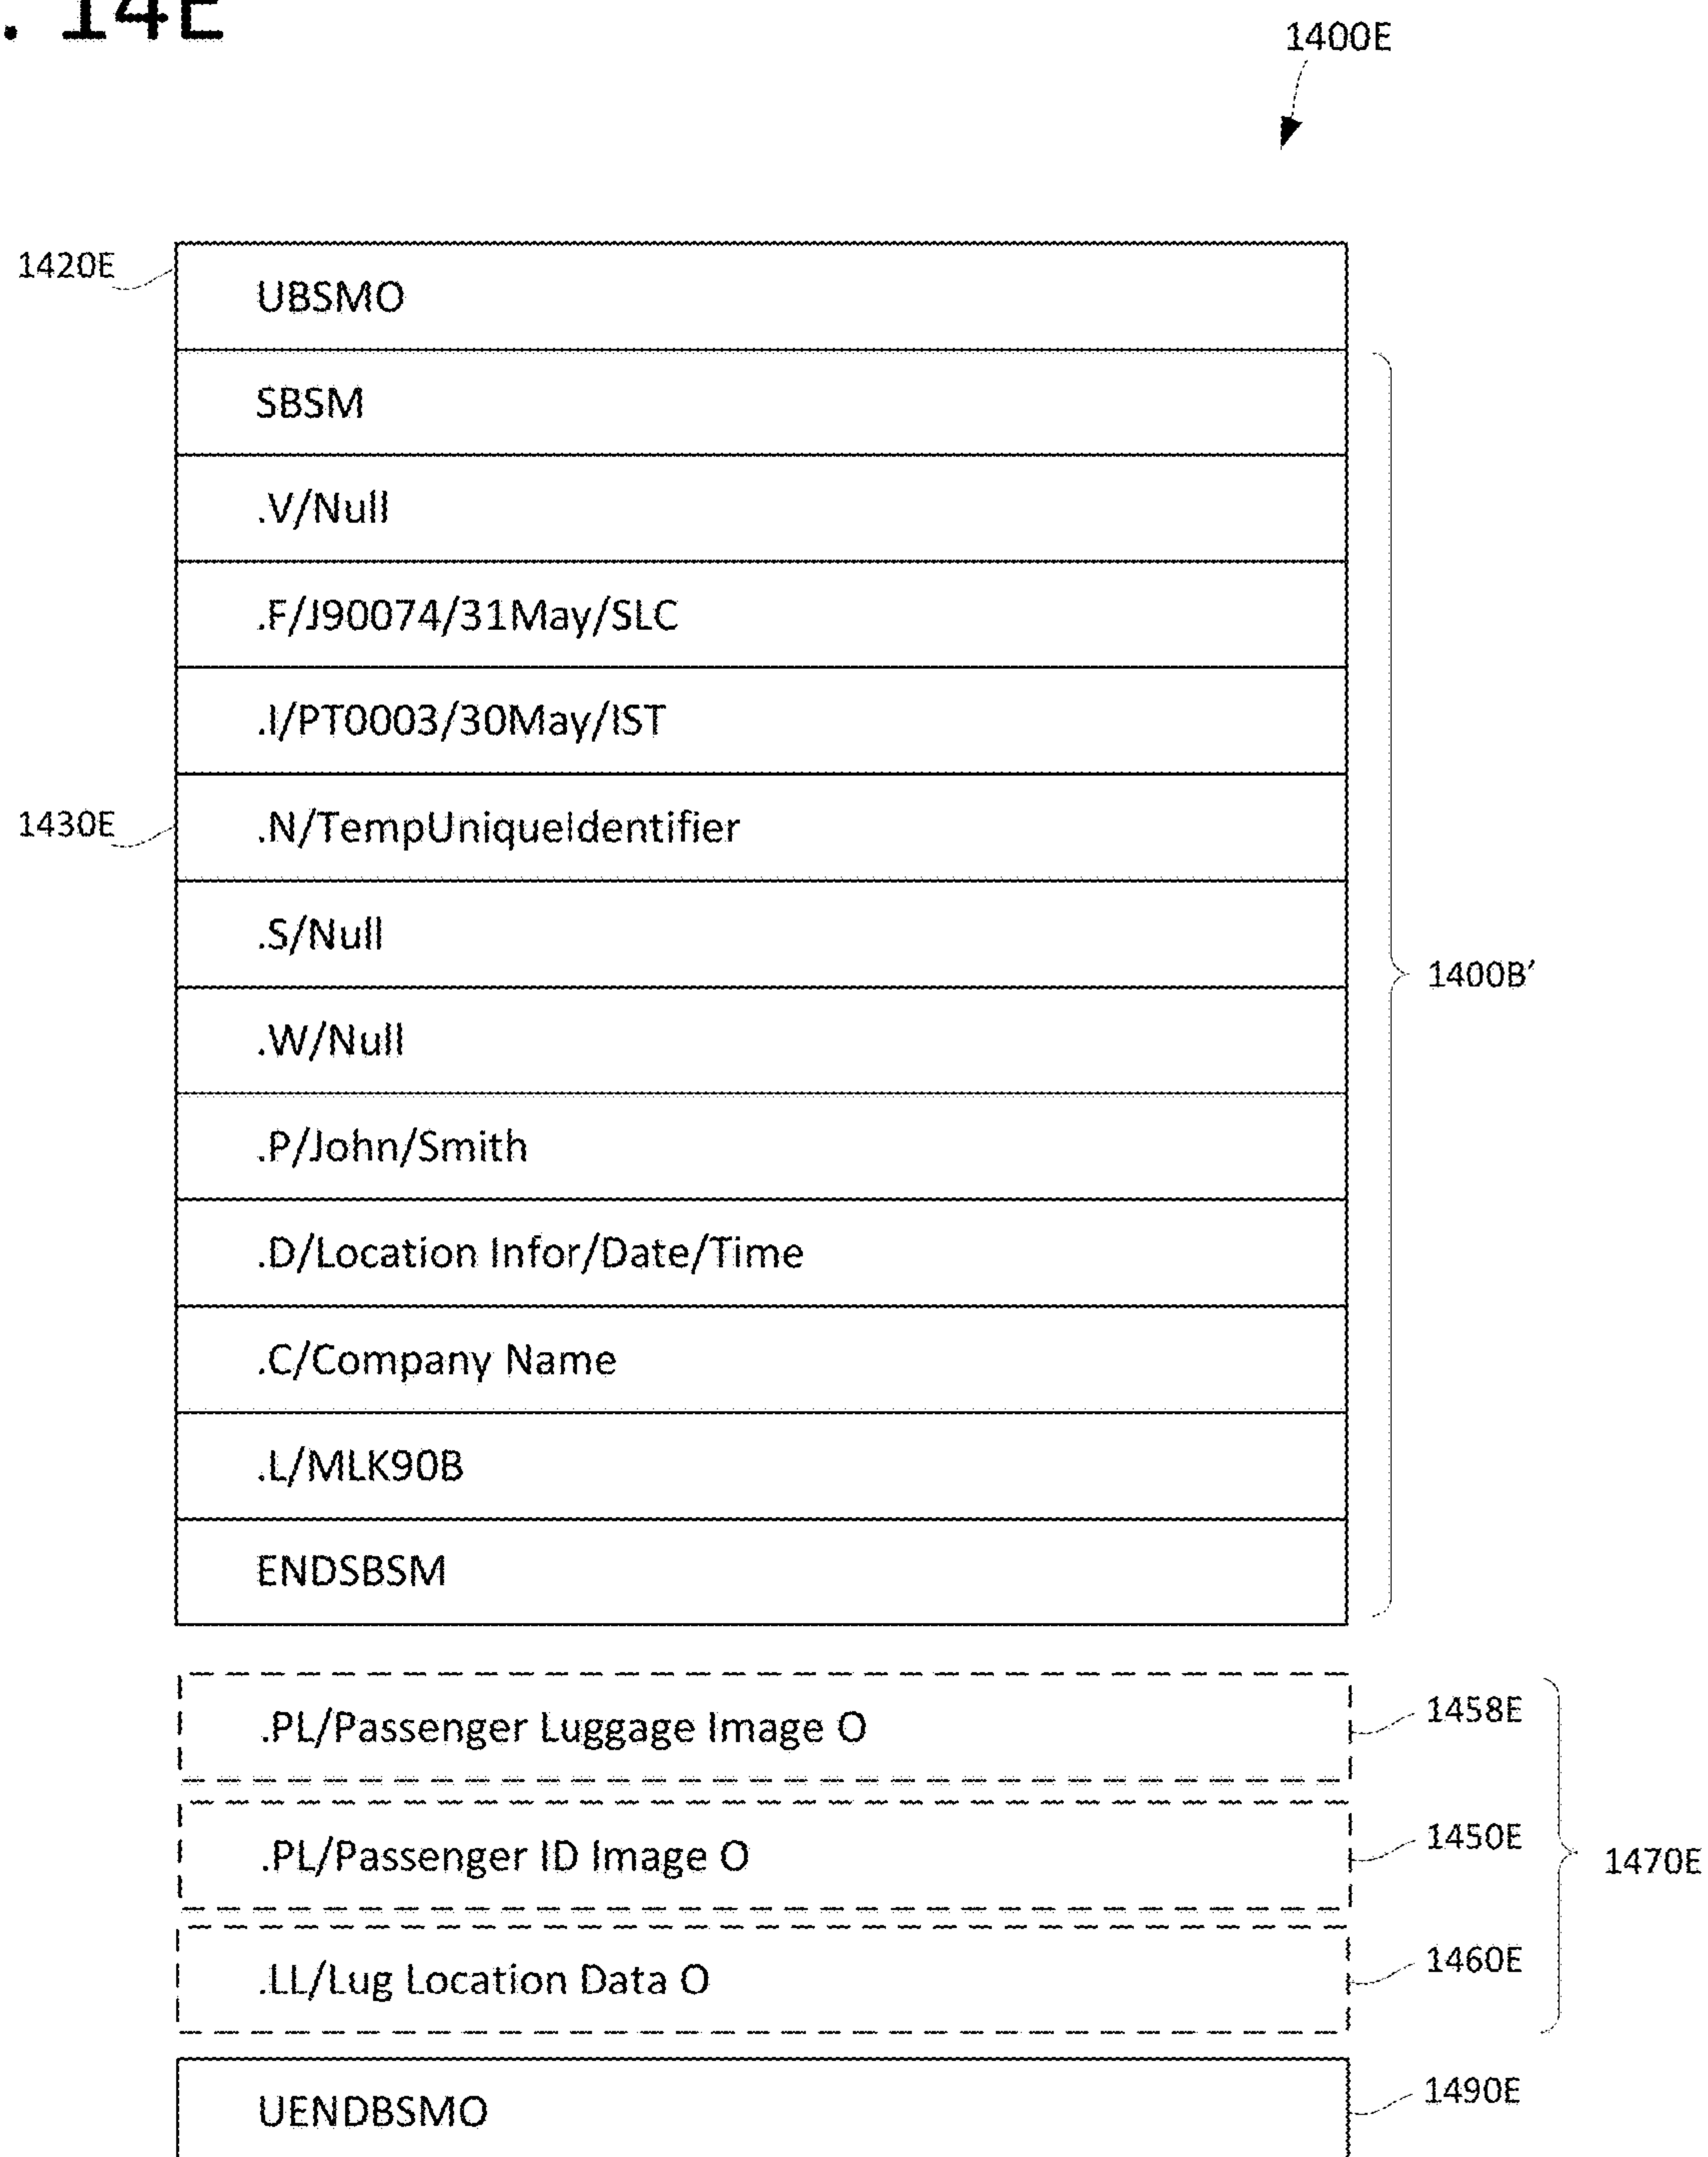 . 14E
1400E
1420E
UBSMO
SBSM
.V/Null
.F/J90074/31May/SLC
.I/PT0003/30May/IST
1430E
.N/TempUniqueIdentifier
.S/Null
.W/Null
1400B'
.P/John/Smith
.D/Location Infor/Date/Time
.C/Company Name
.L/MLK90B
ENDSBSM
.PL/Passenger Luggage Image O
1458E
.PL/Passenger ID Image O
1450E
1470E
.LL/Lug Location Data O
1460E
UENDBSMO
1490E